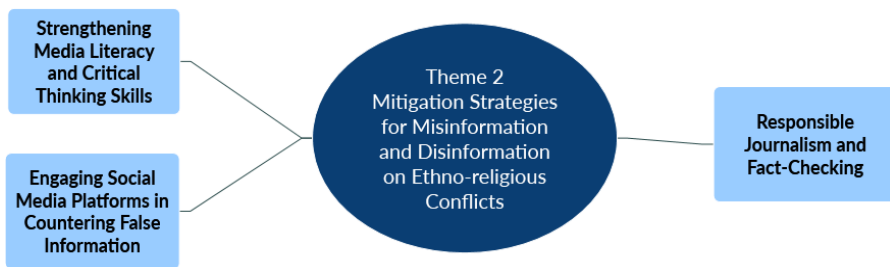 Strengthening
Media Literacy
and Critical
Thinking Skills
Engaging Social
Media Platforms in
Countering False
Information
Theme 2
Mitigation Strategies
for Misinformation
and Disinformation
on Ethno-religious
Conflicts
Responsible
Journalism and
Fact-Checking